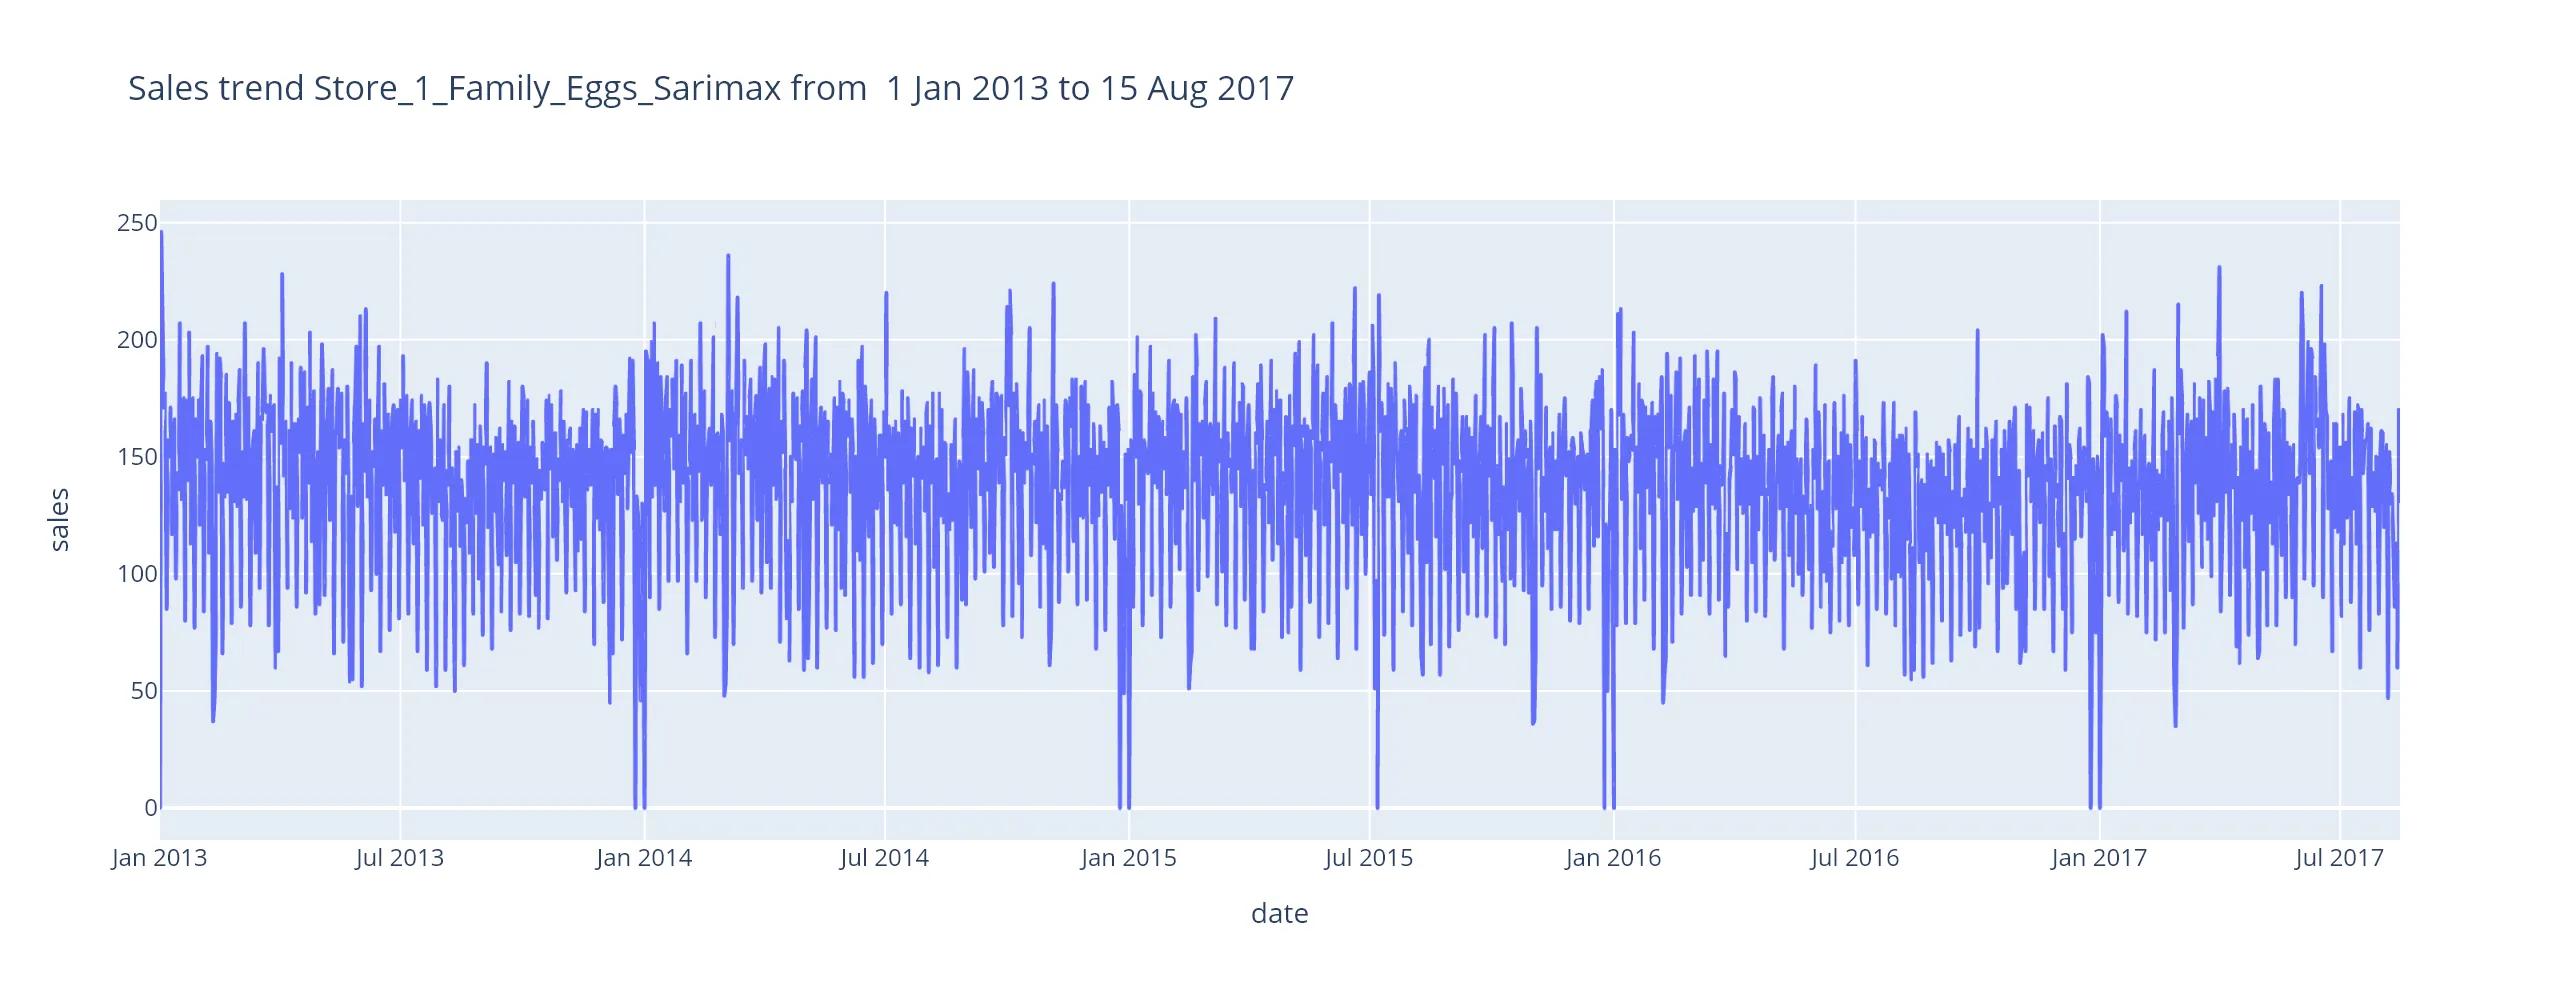 Sales trend Store_1_Family_Eggs_Sarimax from  1 Jan 2013 to 15 Aug 2017
250
200
150
100
50
0
sales
Jan 2013 Jul 2013 Jan 2014 Jul 2014 Jan 2015 Jul 2015 Jan 2016 Jul 2016 Jan 2017 Jul 2017
date